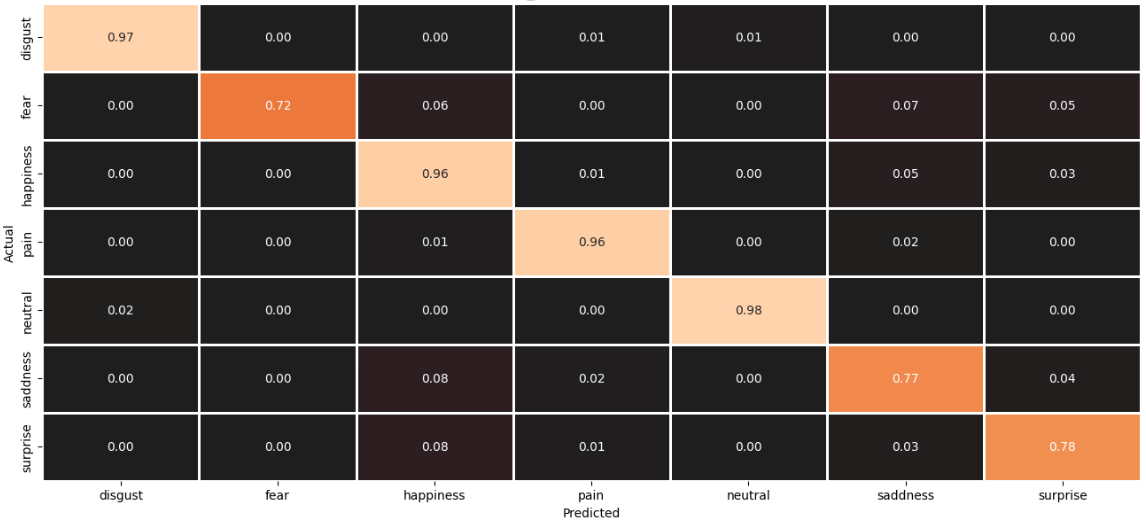 disgust 0.97 0.00 0.00 0.01 0.01 0.00 0.00
fear 0.00 0.72 0.06 0.00 0.00 0.07 0.05
happiness 0.00 0.00 0.96 0.01 0.00 0.05 0.03
Actual
pain 0.00 0.00 0.01 0.96 0.00 0.02 0.00
neutral 0.02 0.00 0.00 0.00 0.98 0.00 0.00
saddness 0.00 0.00 0.08 0.02 0.00 0.77 0.04
surprise 0.00 0.00 0.08 0.01 0.00 0.03 0.78
disgust fear happiness pain neutral saddness surprise
Predicted